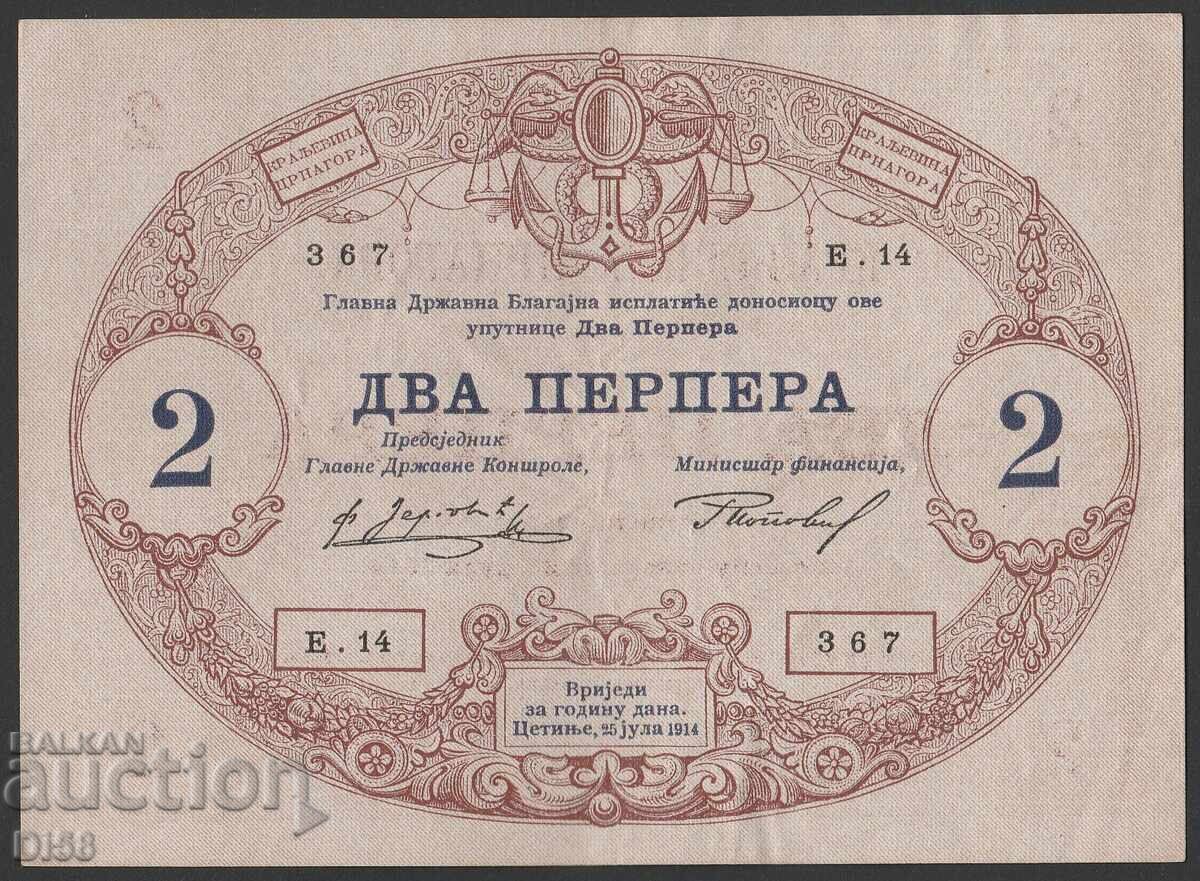 КРАЉЕВИНА
ЦРНАГОРА
КРАЉЕВИНА
ЦРНАГОРА
367
Е. 14
Главна Државна Благајна исплатиће доносиоцу ове
упутнице Два Перпера
2
ДВА ПЕРПЕРА
2
Предсједник
Главне Државне Контроле,
Министар финансија,
Е. 14
367
Вриједи
за годину дана.
Цетиње, 25 јула 1914
BALKAN
auction
D158